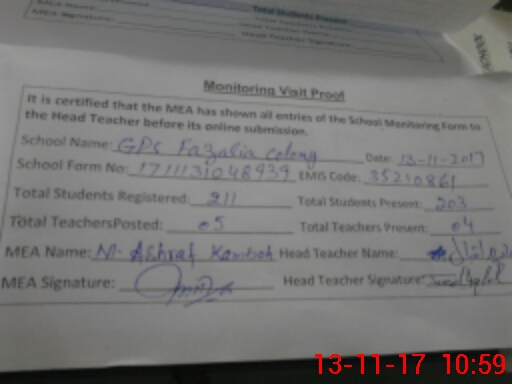 Total Students Present
MEA Name:
MEA Signature:
Head Teacher Signature
Monitoring Visit Proof
It is certified that the MEA has shown all entries of the School Monitoring Form to
the Head Teacher before its online submission.
School Name: GPS Fazalia colony Date: 13-11-2017
School Form No: 1711131048939 EMIS Code: 35210861
Total Students Registered: 211 Total Students Present: 203
Total TeachersPosted: 05 Total Teachers Present: 04
MEA Name: M. Ashraf Kamboh Head Teacher Name:
MEA Signature: Head Teacher Signature:
13-11-17 10:59